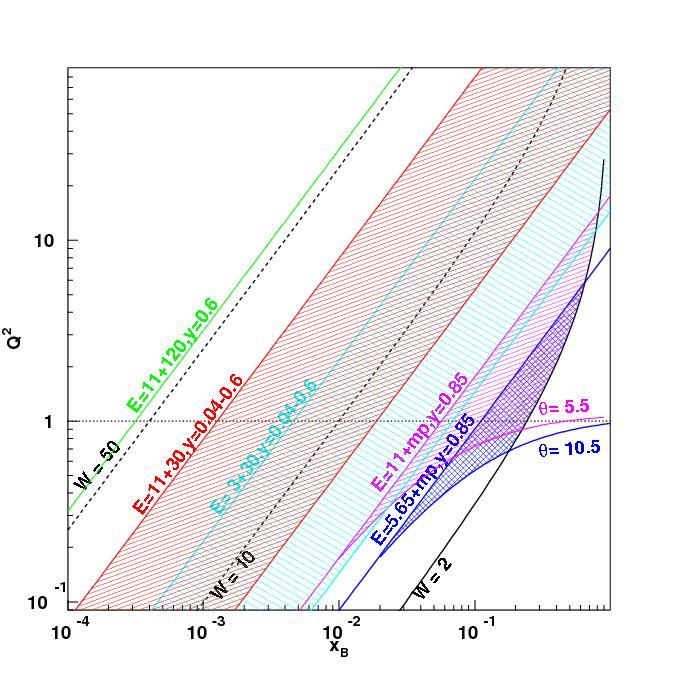 Q²
10
1
10⁻¹
E=11+120,y=0.6
W = 50
E=11+30,y=0.04-0.6
E= 3+30,y=0.04-0.6
W = 10
E=11+mp,y=0.85
E=5.65+mp,y=0.85
W = 2
θ= 5.5
θ= 10.5
10⁻⁴
10⁻³
10⁻²
10⁻¹
x_B